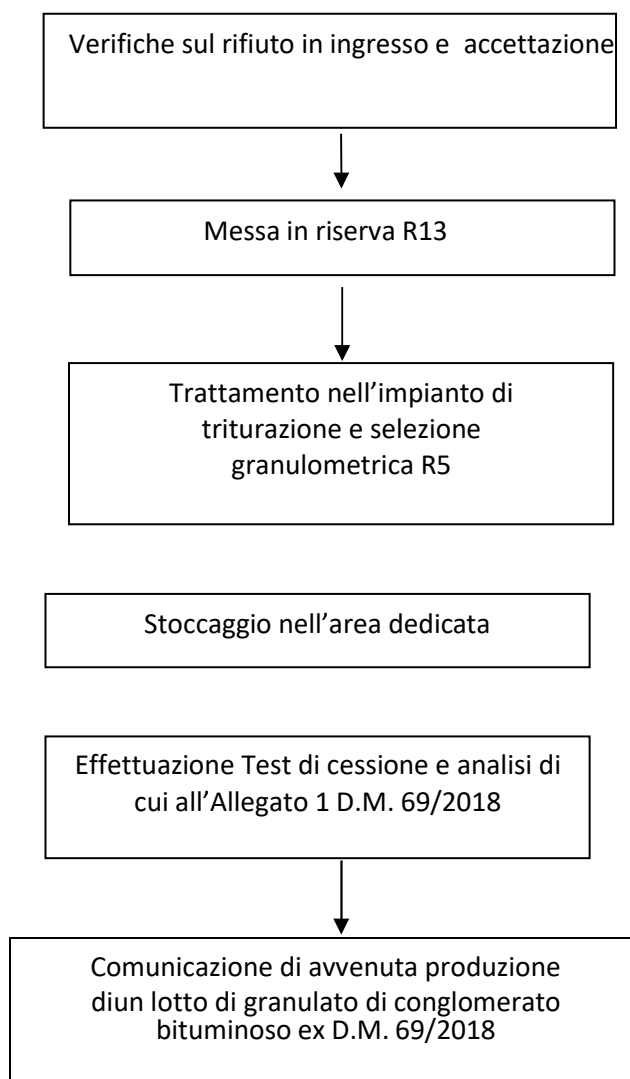 Verifiche sul rifiuto in ingresso e  accettazione
Messa in riserva R13
Trattamento nell’impianto di
triturazione e selezione
granulometrica R5
Stoccaggio nell’area dedicata
Effettuazione Test di cessione e analisi di
cui all’Allegato 1 D.M. 69/2018
Comunicazione di avvenuta produzione
diun lotto di granulato di conglomerato
bituminoso ex D.M. 69/2018